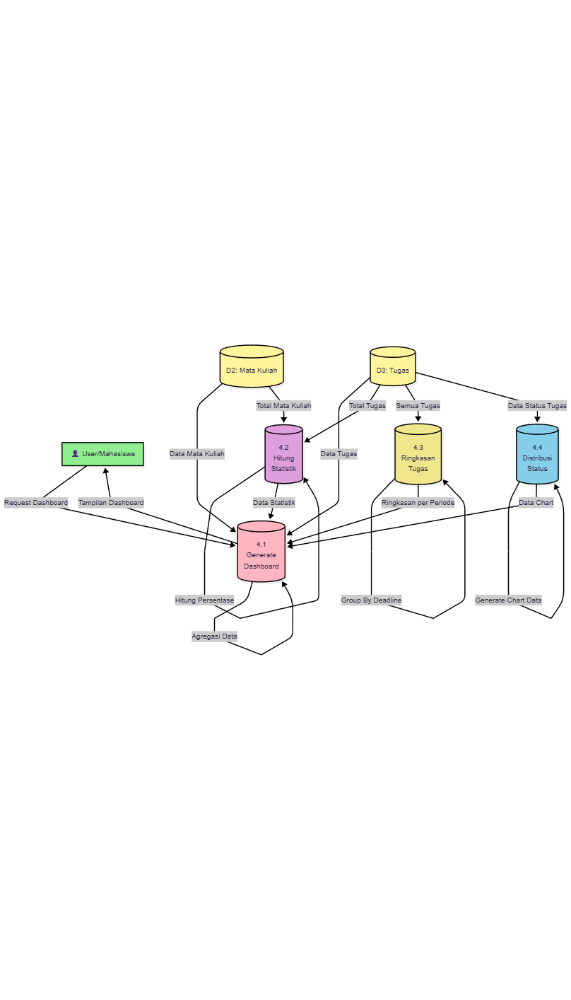 D2: Mata Kuliah
D3: Tugas
Total Mata Kuliah
Total Tugas
Semua Tugas
Data Status Tugas
User/Mahasiswa
Data Mata Kuliah
4.2
Hitung
Statistik
Data Tugas
4.3
Ringkasan
Tugas
4.4
Distribusi
Status
Request Dashboard
Tampilan Dashboard
Data Statistik
Ringkasan per Periode
Data Chart
4.1
Generate
Dashboard
Hitung Persentase
Group By Deadline
Generate Chart Data
Agregasi Data